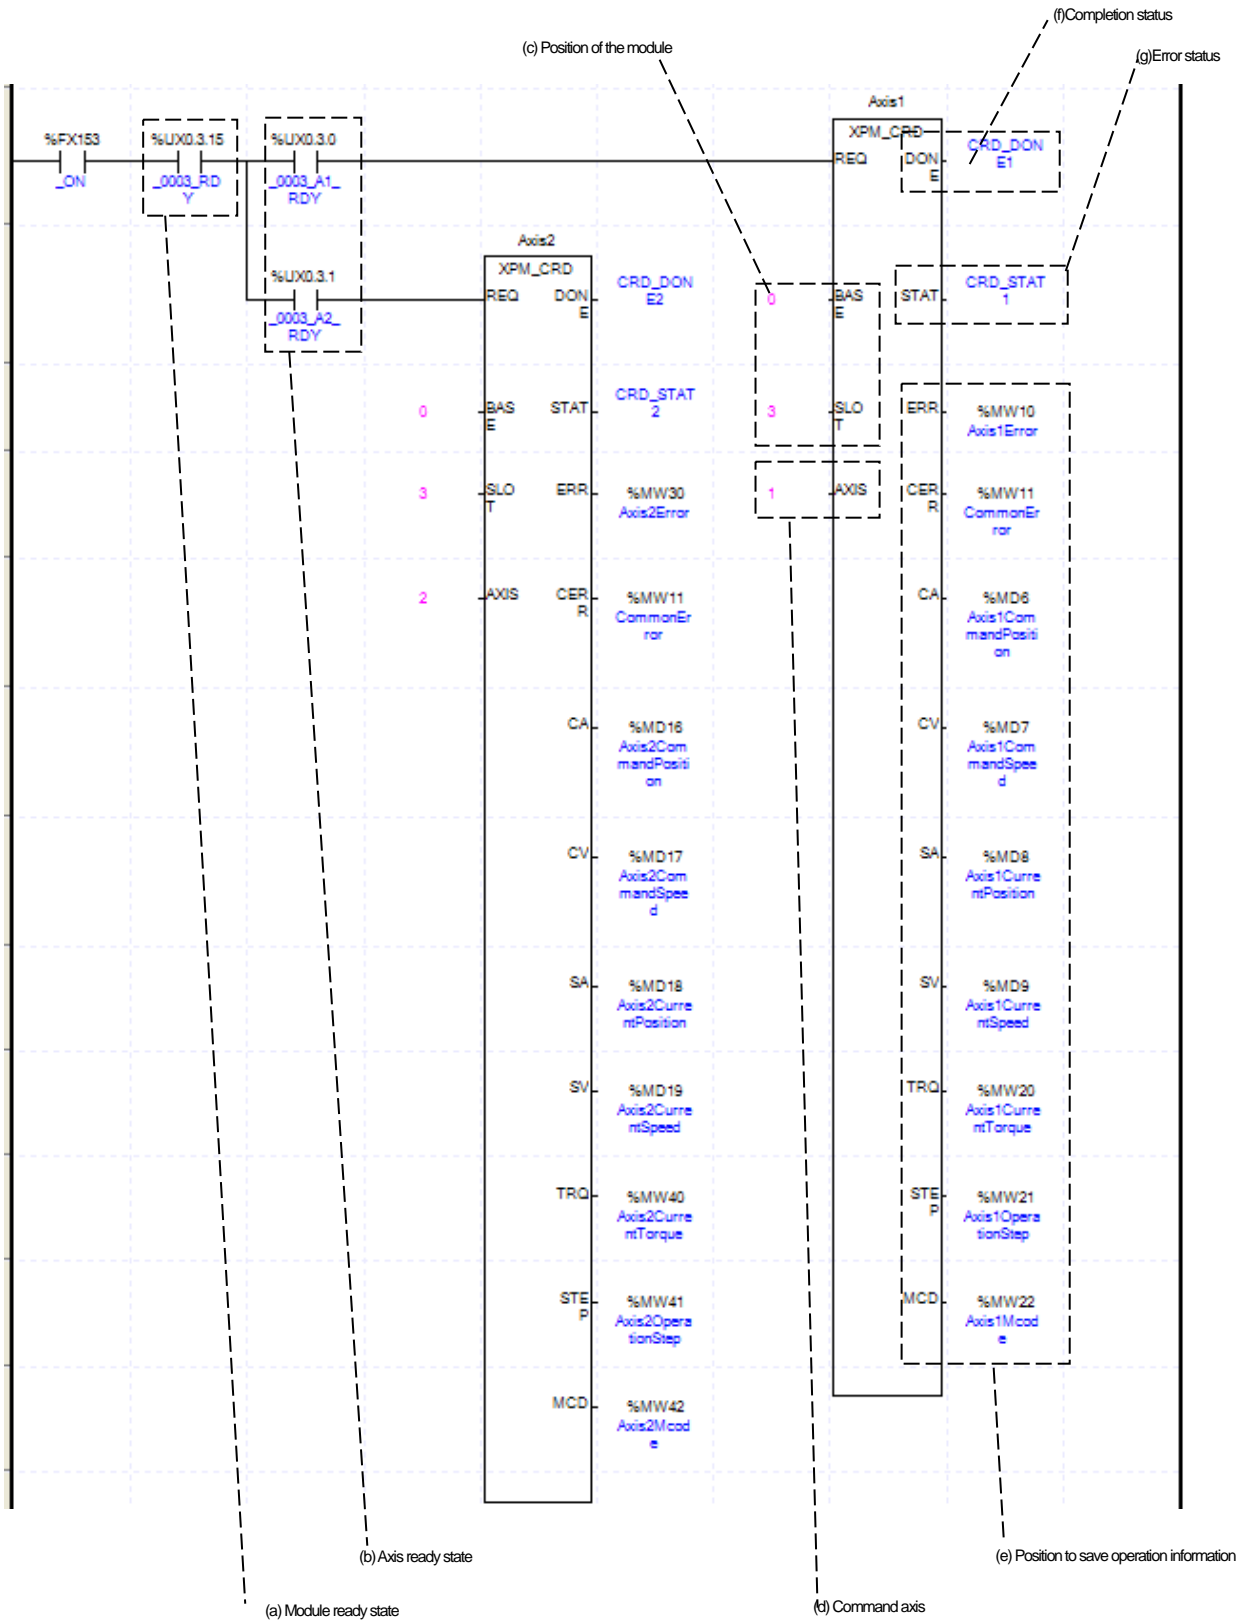 (f)Completion status
(c) Position of the module
(g)Error status
Axis1
%FX153
%UX0.3.15
%UX0.3.0
XPM_CRD
REQ
DON
E
CRD_DON
E1
_ON
_0003_RD
Y
_0003_A1_
RDY
Axis2
%UX0.3.1
XPM_CRD
REQ
DON
E
CRD_DON
E2
0
BAS
E
STAT
CRD_STAT
1
_0003_A2_
RDY
0
BAS
E
STAT
CRD_STAT
2
3
SLO
T
ERR
%MW10
Axis1Error
3
SLO
T
ERR
%MW30
Axis2Error
1
AXIS
CER
R
%MW11
CommonEr
ror
2
AXIS
CER
R
%MW11
CommonEr
ror
CA
%MD6
Axis1Com
mandPositi
on
CA
%MD16
Axis2Com
mandPositi
on
CV
%MD7
Axis1Com
mandSpee
d
CV
%MD17
Axis2Com
mandSpee
d
SA
%MD8
Axis1Curre
ntPosition
SA
%MD18
Axis2Curre
ntPosition
SV
%MD9
Axis1Curre
ntSpeed
SV
%MD19
Axis2Curre
ntSpeed
TRQ
%MW20
Axis1Curre
ntTorque
TRQ
%MW40
Axis2Curre
ntTorque
STE
P
%MW21
Axis1Opera
tionStep
STE
P
%MW41
Axis2Opera
tionStep
MCD
%MW22
Axis1Mcod
e
MCD
%MW42
Axis2Mcod
e
(b) Axis ready state
(e) Position to save operation information
(a) Module ready state
(d) Command axis